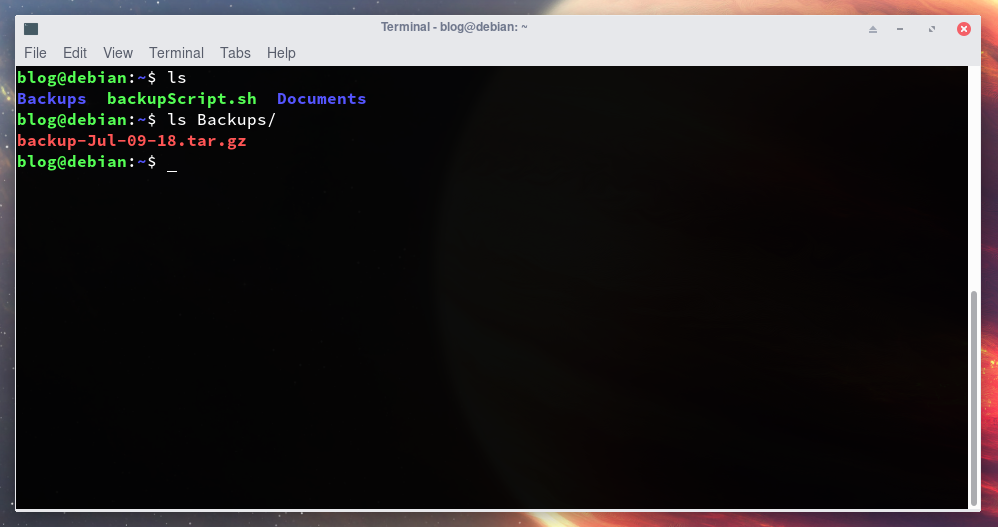 Terminal - blog@debian: ~
File Edit View Terminal Tabs Help
blog@debian:~$ ls
Backups  backupScript.sh  Documents
blog@debian:~$ ls Backups/
backup-Jul-09-18.tar.gz
blog@debian:~$ _